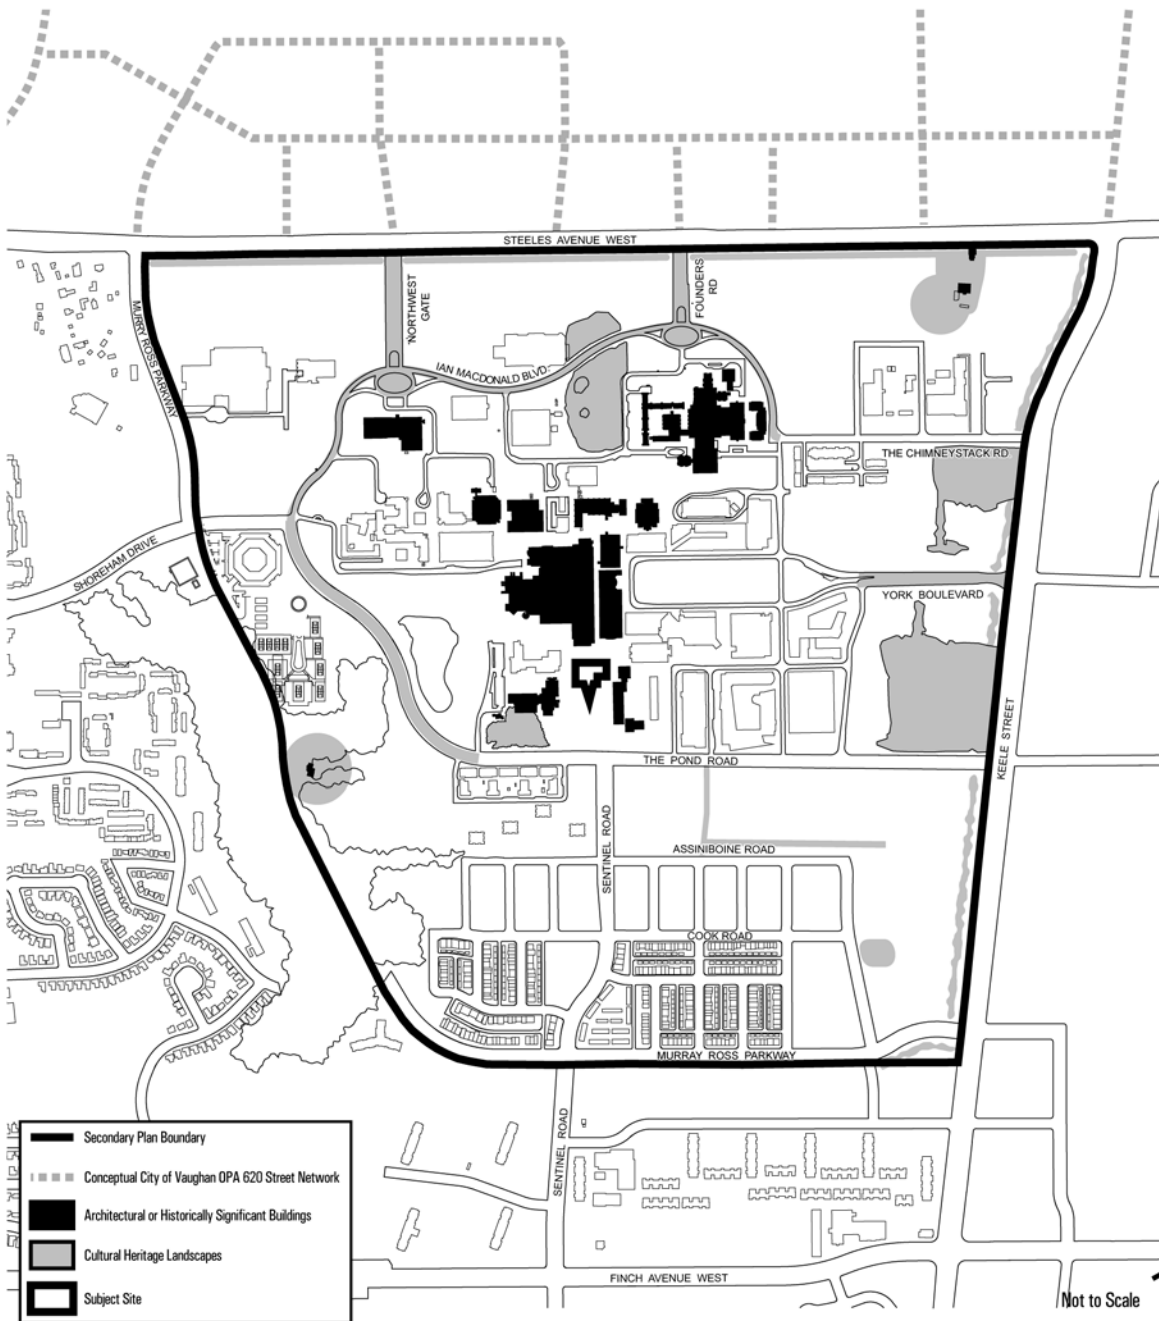 STEELES AVENUE WEST
NORTHWEST
GATE
FOUNDERS
RD
MURRY ROSS PARKWAY
IAN MACDONALD BLVD.
THE CHIMNEYSTACK RD
SHOREHAM DRIVE
YORK BOULEVARD
KEELE STREET
THE POND ROAD
SENTINEL ROAD
ASSINIBOINE ROAD
COOK ROAD
MURRAY ROSS PARKWAY
SENTINEL ROAD
FINCH AVENUE WEST
Secondary Plan Boundary
Conceptual City of Vaughan OPA 620 Street Network
Architectural or Historically Significant Buildings
Cultural Heritage Landscapes
Subject Site
Not to Scale